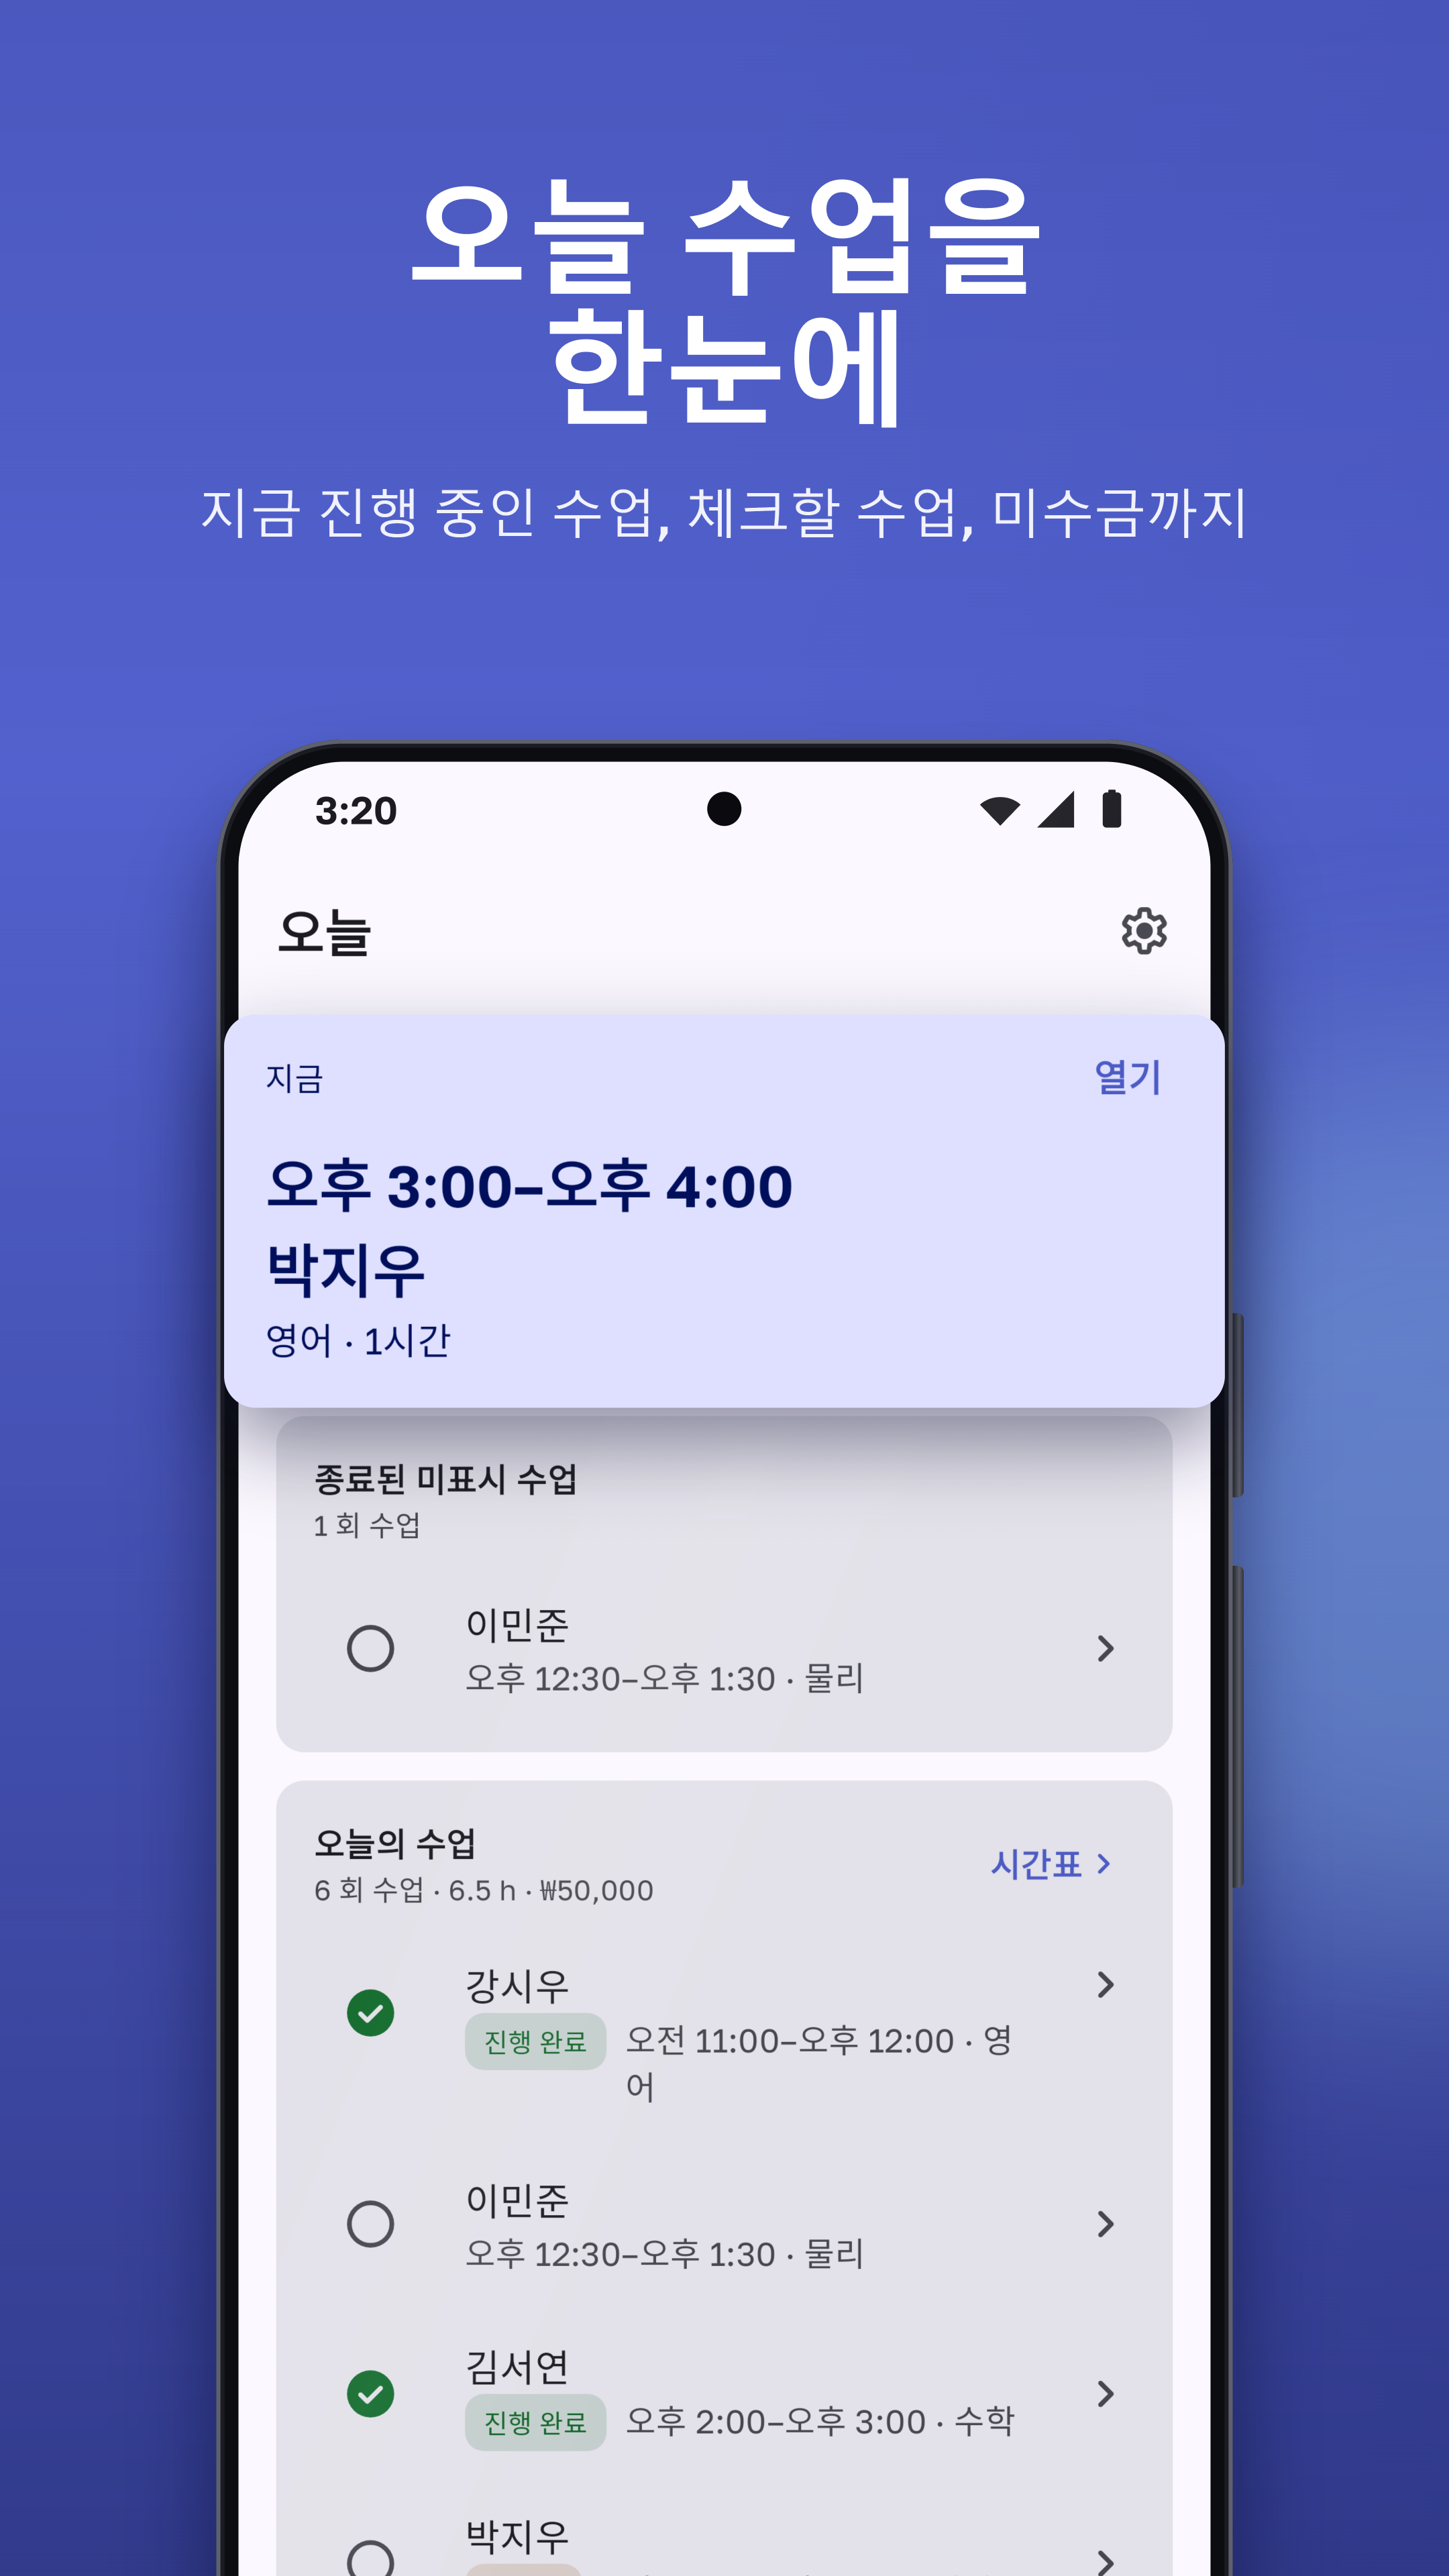 오늘 수업을
한눈에
지금 진행 중인 수업, 체크할 수업, 미수금까지
3:20
오늘
지금
열기
오후 3:00–오후 4:00
박지우
영어 · 1시간
종료된 미표시 수업
1 회 수업
이민준
오후 12:30–오후 1:30 · 물리
오늘의 수업
시간표
6 회 수업 · 6.5 h · ₩50,000
강시우
진행 완료 오전 11:00–오후 12:00 · 영
어
이민준
오후 12:30–오후 1:30 · 물리
김서연
진행 완료 오후 2:00–오후 3:00 · 수학
박지우